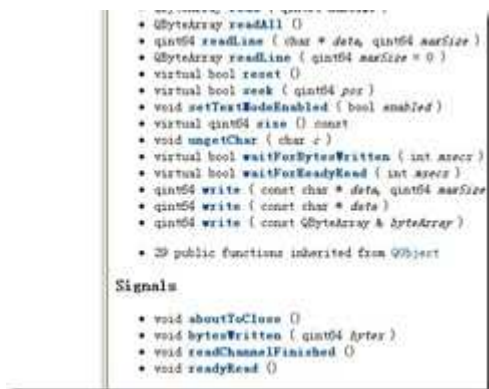 QByteArray readAll ()
qint64 readLine ( char * data, qint64 maxSize )
QByteArray readLine ( qint64 maxSize = 0 )
virtual bool reset ()
virtual bool seek ( qint64 pos )
void setTextModeEnabled ( bool enabled )
virtual qint64 size () const
void ungetChar ( char c )
virtual bool waitForBytesWritten ( int msecs )
virtual bool waitForReadyRead ( int msecs )
qint64 write ( const char * data, qint64 maxSize
qint64 write ( const char * data )
qint64 write ( const QByteArray & byteArray )
29 public functions inherited from QObject
Signals
void aboutToClose ()
void bytesWritten ( qint64 bytes )
void readChannelFinished ()
void readyRead ()